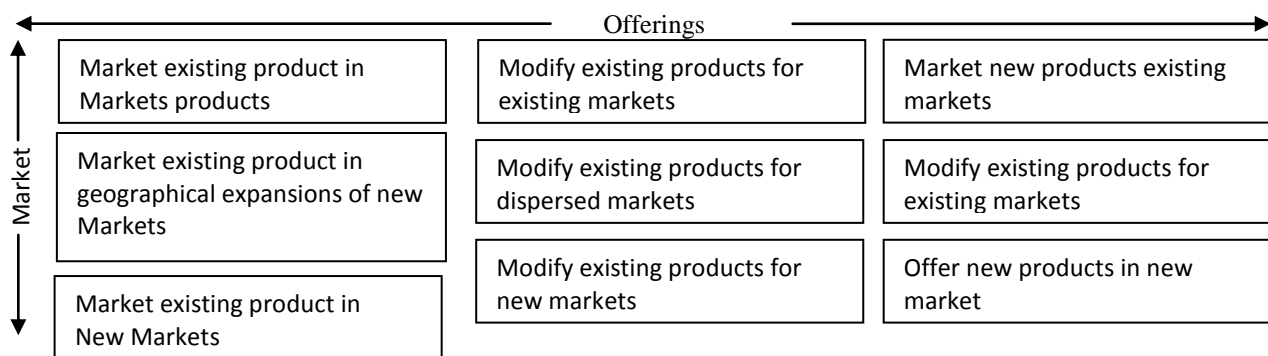 Offerings
Market
Market existing product in
Markets products
Modify existing products for
existing markets
Market new products existing
markets
Market existing product in
geographical expansions of new
Markets
Modify existing products for
dispersed markets
Modify existing products for
existing markets
Market existing product in
New Markets
Modify existing products for
new markets
Offer new products in new
market